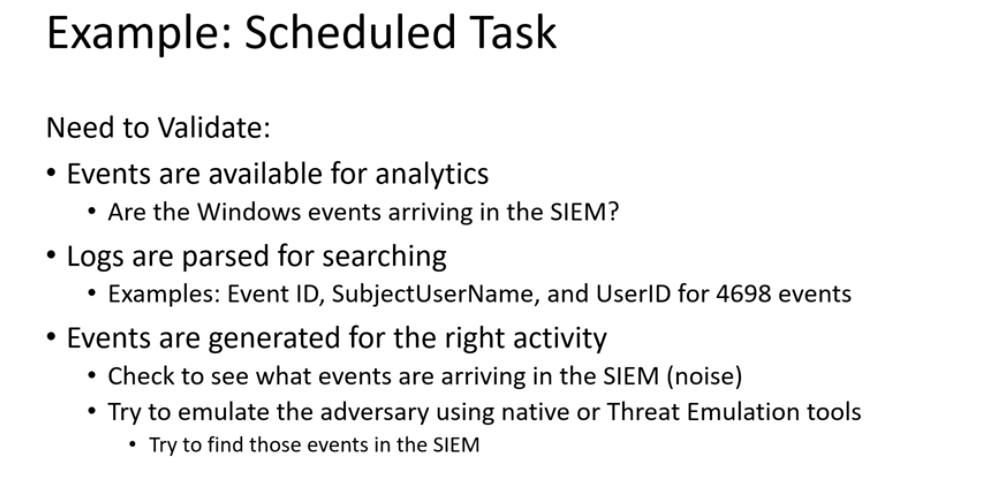 Example: Scheduled Task
Need to Validate:
• Events are available for analytics
• Are the Windows events arriving in the SIEM?
• Logs are parsed for searching
• Examples: Event ID, SubjectUserName, and UserID for 4698 events
• Events are generated for the right activity
• Check to see what events are arriving in the SIEM (noise)
• Try to emulate the adversary using native or Threat Emulation tools
• Try to find those events in the SIEM